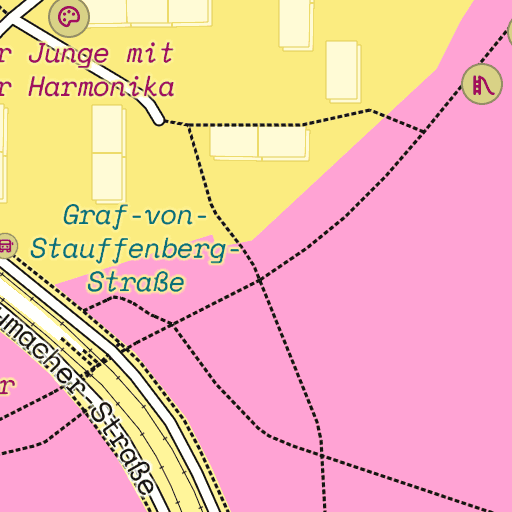 r Junge mit
r Harmonika
Graf-von-
Stauffenberg-
Straße
umacher-Straße
r